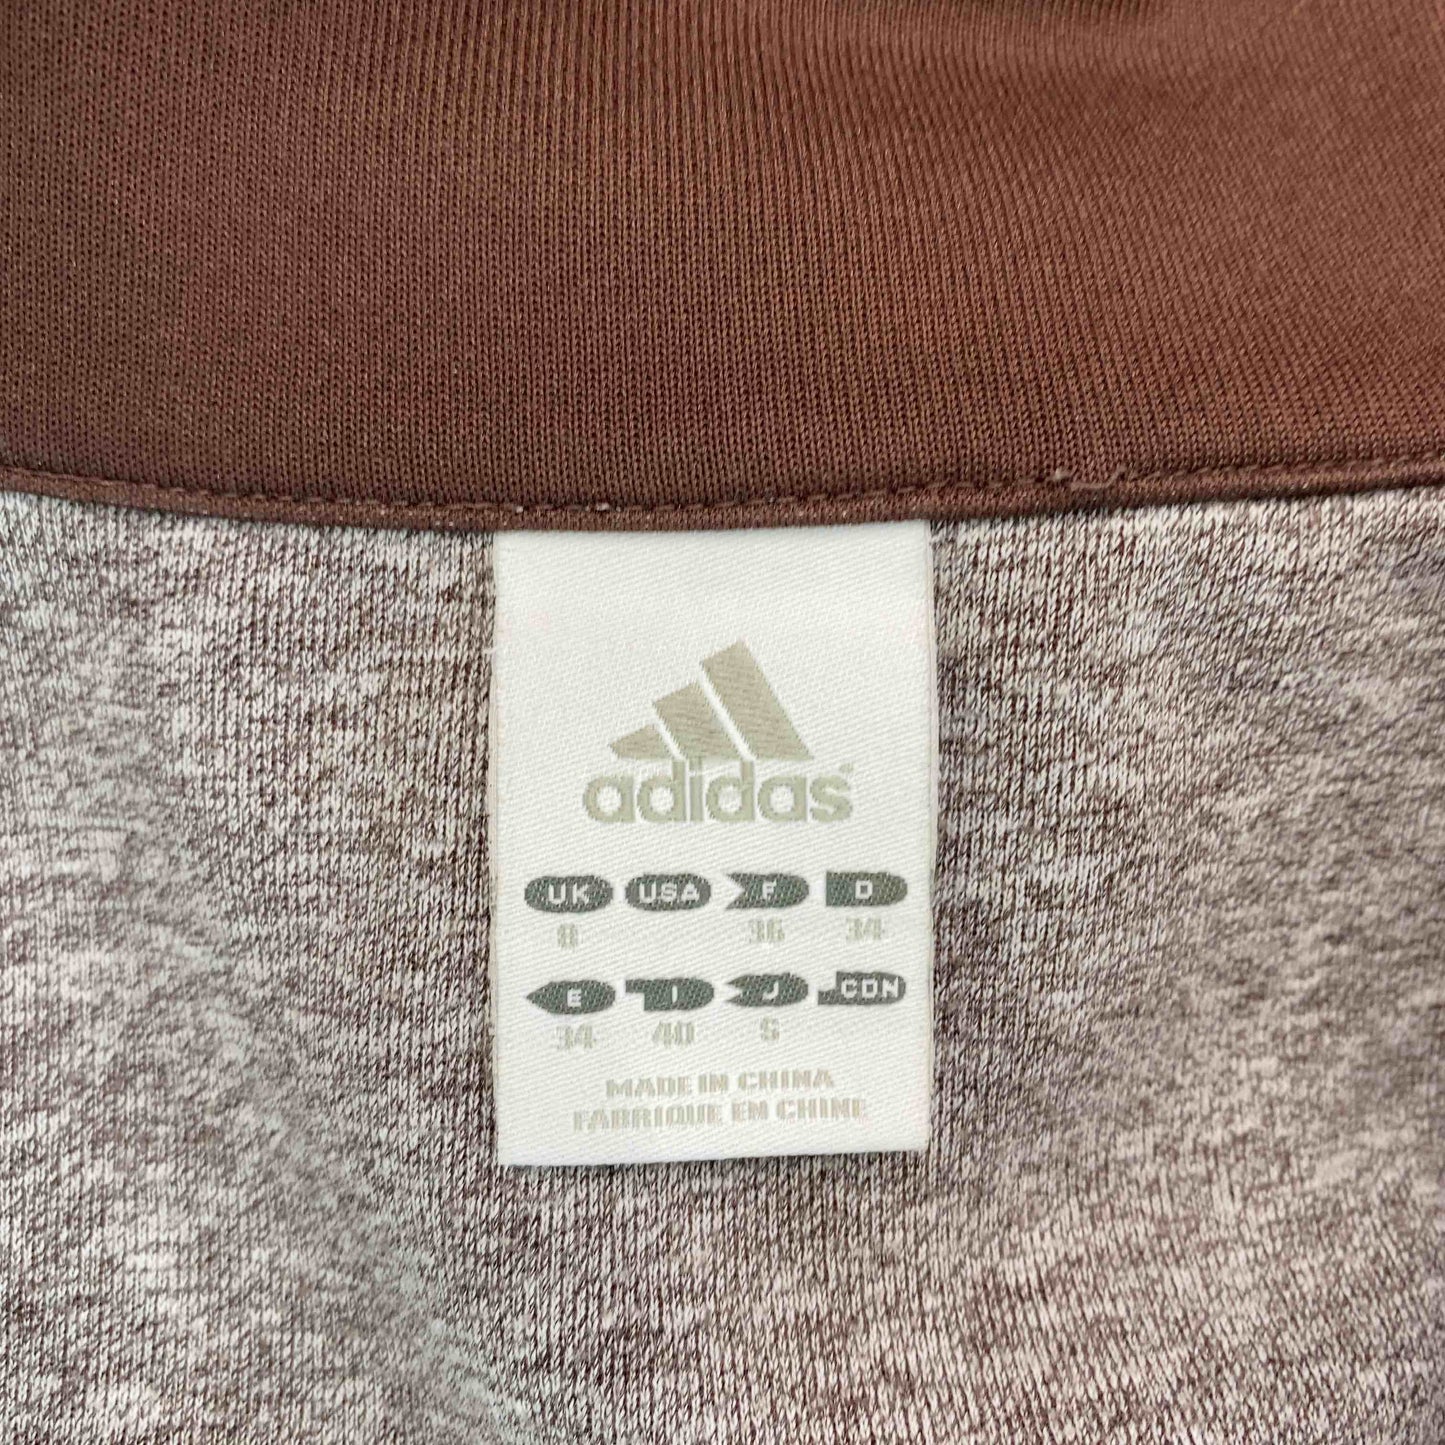 adidas
UK USA F D
8 36 34
E I J CDN
34 40 S
MADE IN CHINA
FABRIQUE EN CHINE